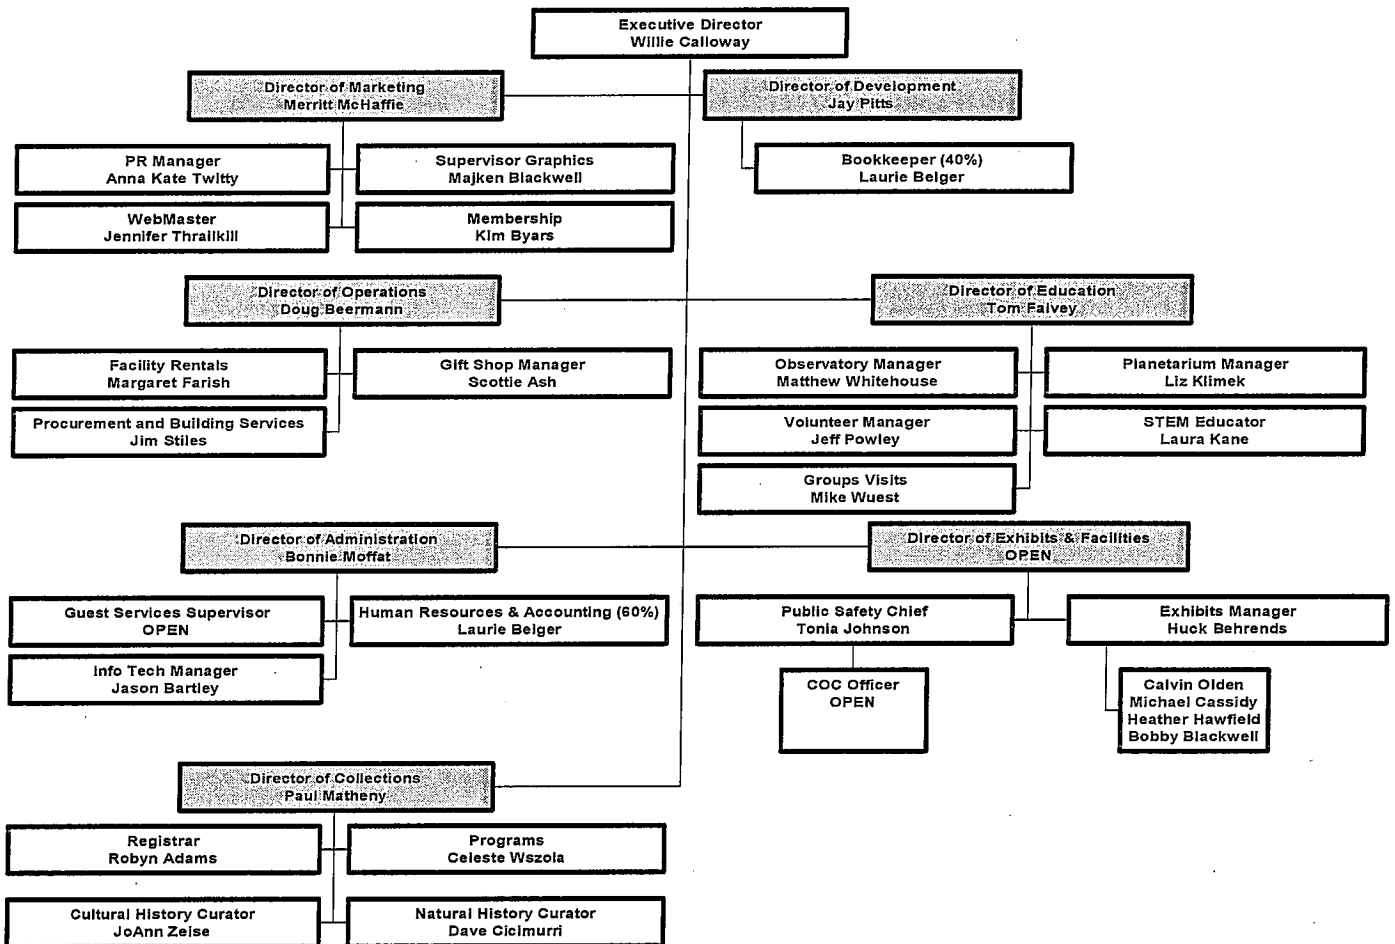 Executive Director
Willie Calloway
Director of Marketing
Merritt McHaffie
Director of Development
Jay Pitts
PR Manager
Anna Kate Twitty
Supervisor Graphics
Majken Blackwell
Bookkeeper (40%)
Laurie Belger
WebMaster
Jennifer Thrailkill
Membership
Kim Byars
Director of Operations
Doug Beermann
Director of Education
Tom Falvey
Facility Rentals
Margaret Farish
Gift Shop Manager
Scottie Ash
Observatory Manager
Matthew Whitehouse
Planetarium Manager
Liz Klimek
Procurement and Building Services
Jim Stiles
Volunteer Manager
Jeff Powley
STEM Educator
Laura Kane
Groups Visits
Mike Wuest
Director of Administration
Bonnie Moffat
Director of Exhibits & Facilities
OPEN
Guest Services Supervisor
OPEN
Human Resources & Accounting (60%)
Laurie Belger
Public Safety Chief
Tonia Johnson
Exhibits Manager
Huck Behrends
Info Tech Manager
Jason Bartley
COC Officer
OPEN
Calvin Olden
Michael Cassidy
Heather Hawfield
Bobby Blackwell
Director of Collections
Paul Matheny
Registrar
Robyn Adams
Programs
Celeste Wszola
Cultural History Curator
JoAnn Zeise
Natural History Curator
Dave Cicimurri